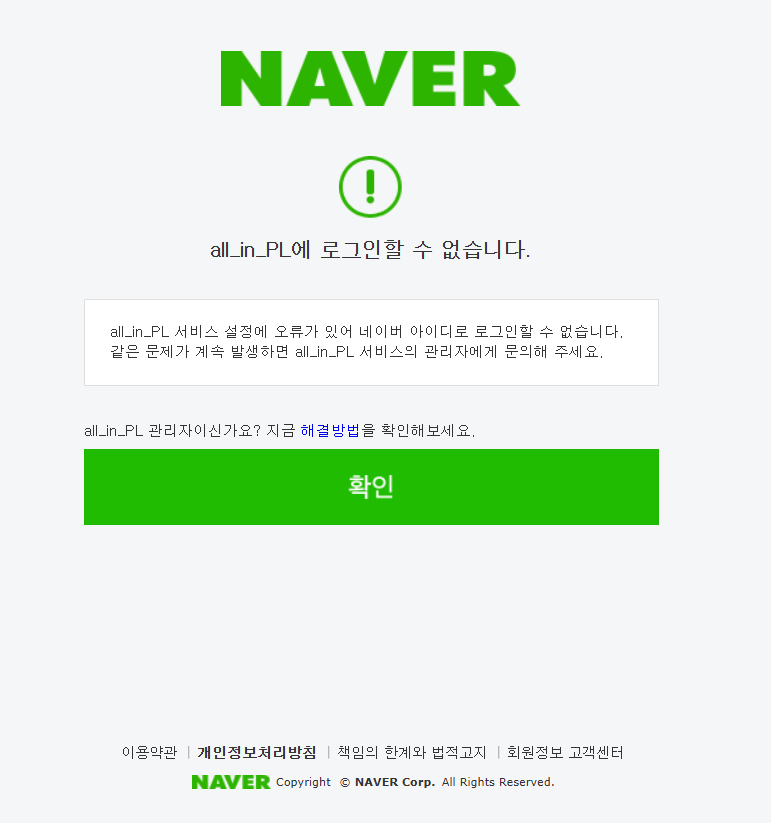 NAVER
all_in_PL에 로그인할 수 없습니다.
all_in_PL 서비스 설정에 오류가 있어 네이버 아이디로 로그인할 수 없습니다.
같은 문제가 계속 발생하면 all_in_PL 서비스의 관리자에게 문의해 주세요.
all_in_PL 관리자이신가요? 지금 해결방법을 확인해보세요.
확인
이용약관 | 개인정보처리방침 | 책임의 한계와 법적고지 | 회원정보 고객센터
NAVER Copyright © NAVER Corp. All Rights Reserved.